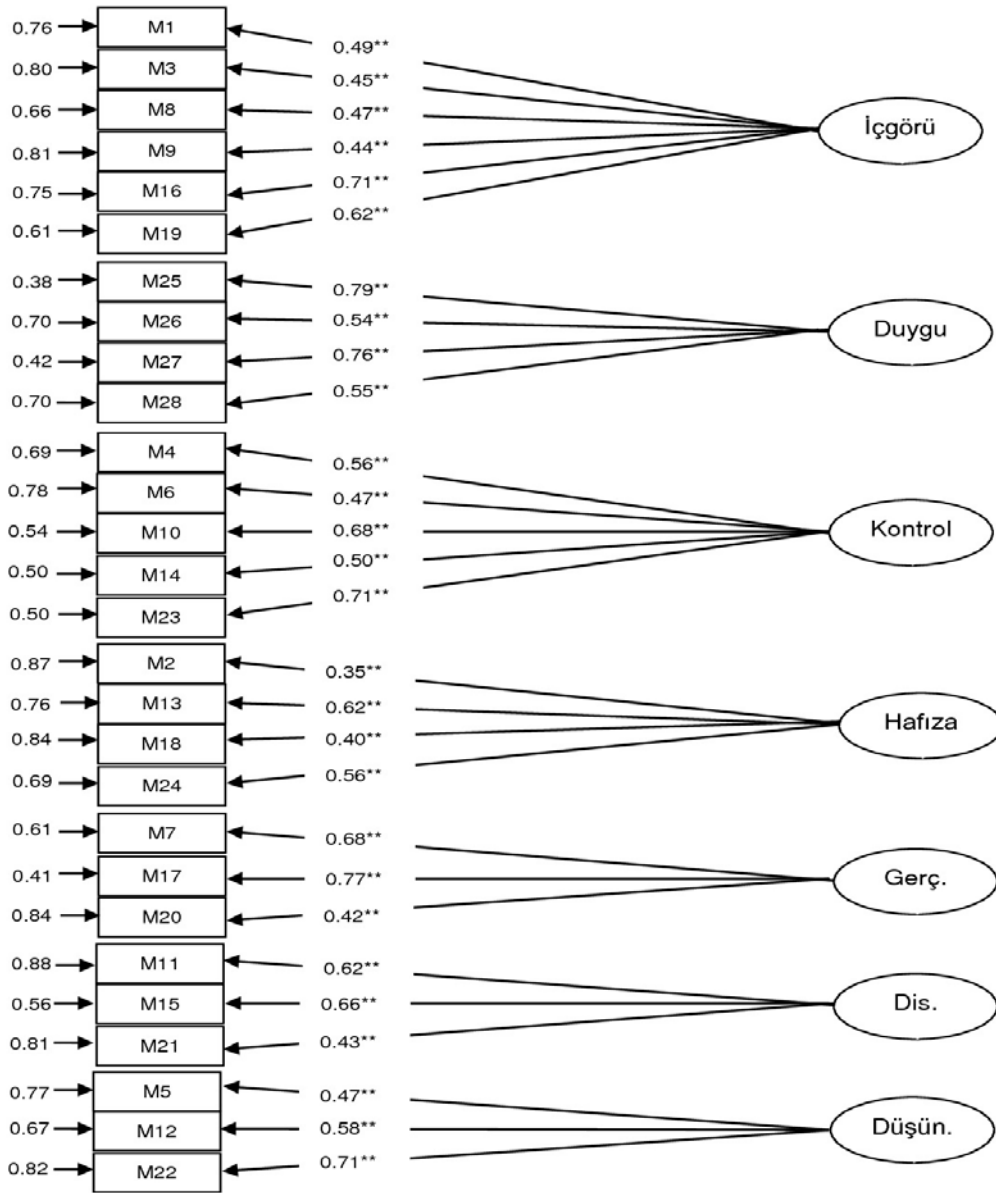 0.76 M1 0.49**
0.80 M3 0.45**
0.66 M8 0.47**
0.81 M9 0.44**
0.75 M16 0.71**
0.61 M19 0.62**
İçgörü
0.38 M25 0.79**
0.70 M26 0.54**
0.42 M27 0.76**
0.70 M28 0.55**
Duygu
0.69 M4 0.56**
0.78 M6 0.47**
0.54 M10 0.68**
0.50 M14 0.50**
0.50 M23 0.71**
Kontrol
0.87 M2 0.35**
0.76 M13 0.62**
0.84 M18 0.40**
0.69 M24 0.56**
Hafıza
0.61 M7 0.68**
0.41 M17 0.77**
0.84 M20 0.42**
Gerç.
0.88 M11 0.62**
0.56 M15 0.66**
0.81 M21 0.43**
Dis.
0.77 M5 0.47**
0.67 M12 0.58**
0.82 M22 0.71**
Düşün.